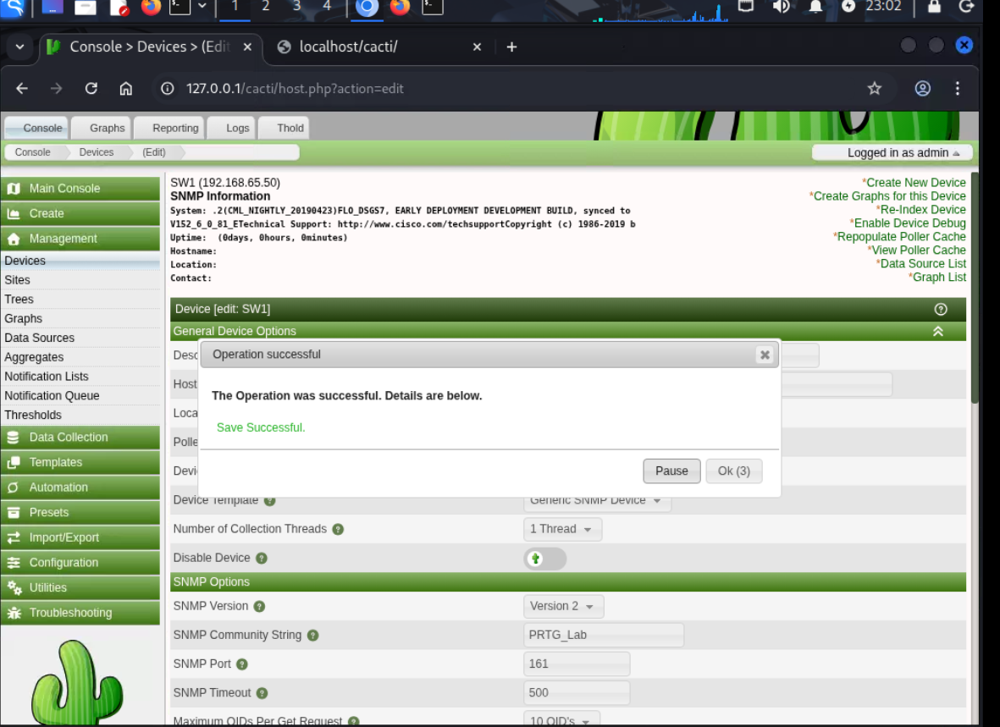 1 2 3 4 23:02
Console > Devices > (Edit localhost/cacti/
127.0.0.1/cacti/host.php?action=edit
Console Graphs Reporting Logs Thold
Console Devices (Edit) Logged in as admin
Main Console
Create
Management
Devices
Sites
Trees
Graphs
Data Sources
Aggregates
Notification Lists
Notification Queue
Thresholds
Data Collection
Templates
Automation
Presets
Import/Export
Configuration
Utilities
Troubleshooting
SW1 (192.168.65.50)
SNMP Information
System: .2(CML_NIGHTLY_20190423)FLO_DSGS7, EARLY DEPLOYMENT DEVELOPMENT BUILD, synced to
V152_6_0_81_ETechnical Support: http://www.cisco.com/techsupportCopyright (c) 1986-2019 b
Uptime: (0days, 0hours, 0minutes)
Hostname:
Location:
Contact:
*Create New Device
*Create Graphs for this Device
*Re-Index Device
*Enable Device Debug
*Repopulate Poller Cache
*View Poller Cache
*Data Source List
*Graph List
Device [edit: SW1]
General Device Options
Desc
Host
Loca
Polle
Devi
Operation successful
The Operation was successful. Details are below.
Save Successful.
Pause Ok (3)
Device Template Generic SNMP Device
Number of Collection Threads 1 Thread
Disable Device
SNMP Options
SNMP Version Version 2
SNMP Community String PRTG_Lab
SNMP Port 161
SNMP Timeout 500
Maximum OIDs Per Get Request 10 OID's